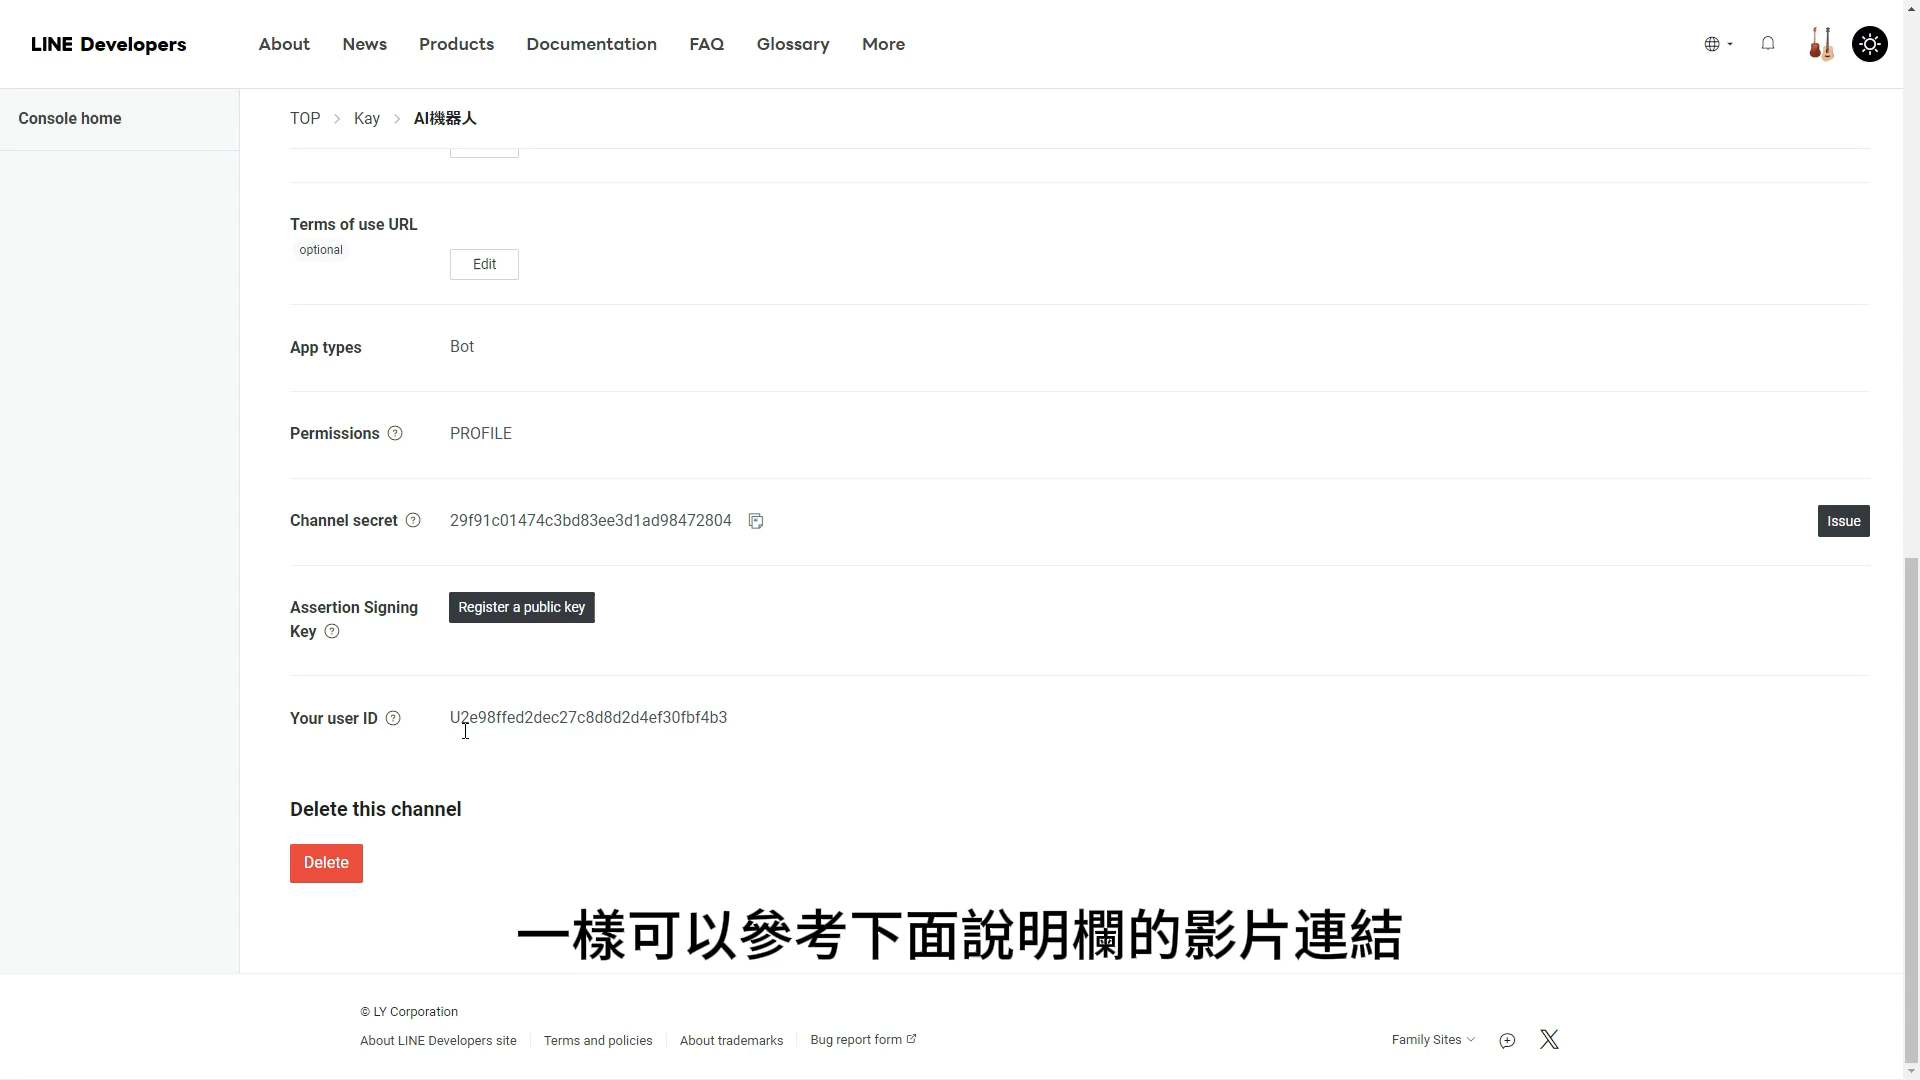 LINE Developers
About
News
Products
Documentation
FAQ
Glossary
More
Console home
TOP > Kay > AI機器人
Terms of use URL
optional
Edit
App types
Bot
Permissions ?
PROFILE
Channel secret ?
29f91c01474c3bd83ee3d1ad98472804
Issue
Assertion Signing
Key ?
Register a public key
Your user ID ?
U2e98ffed2dec27c8d8d2d4ef30fbf4b3
Delete this channel
Delete
一樣可以參考下面說明欄的影片連結
© LY Corporation
About LINE Developers site
Terms and policies
About trademarks
Bug report form
Family Sites